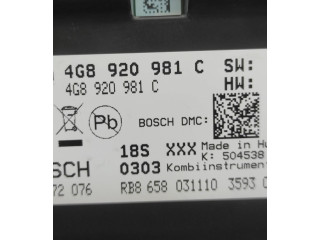 4G8 920 981 C SW:
4G8 920 981 C HW:
Pb BOSCH DMC:
18S XXX Made in Hu
SCH 0303 K: 504538
Kombiinstrumen
72 076 RB8 658 031110 3593 0